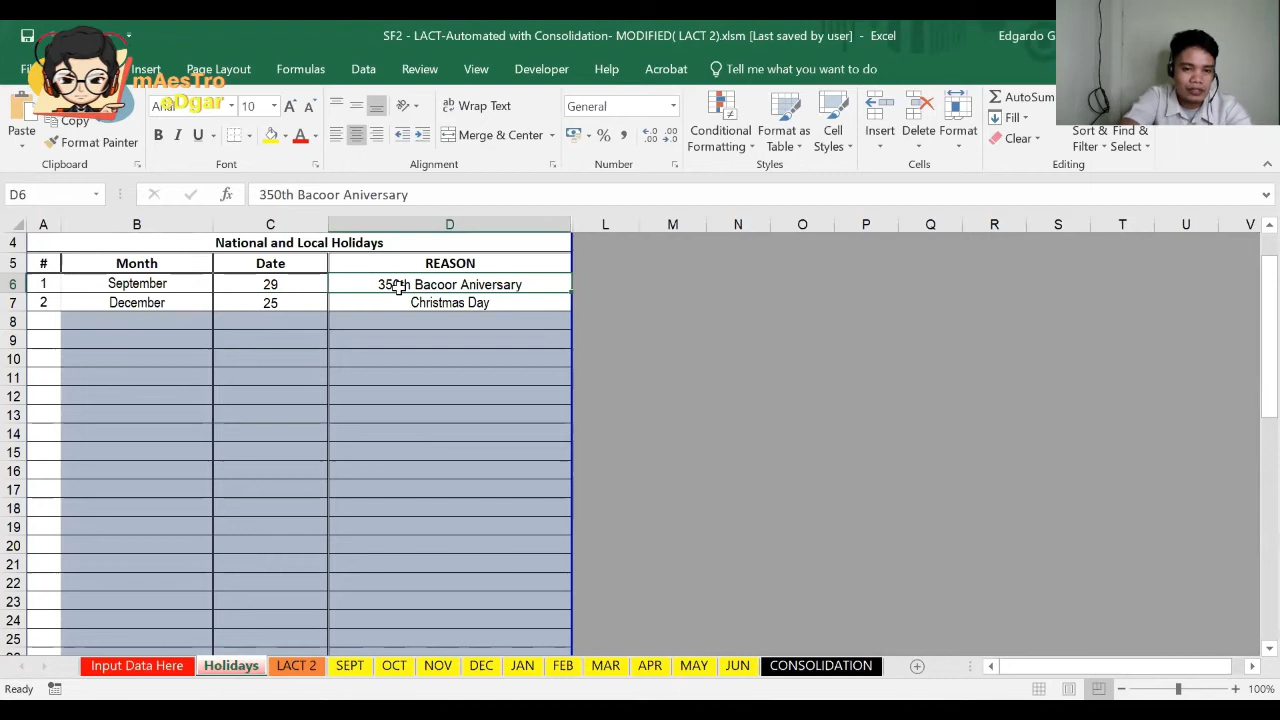 SF2 - LACT-Automated with Consolidation- MODIFIED( LACT 2).xlsm [Last saved by user] - Excel
Edgardo G
Insert Page Layout Formulas Data Review View Developer Help Acrobat Tell me what you want to do
mAesTro
eDgar
Paste
Copy
Format Painter
Clipboard
10
B I U
Font
Wrap Text
Merge & Center
Alignment
General
Number
Conditional Formatting
Format as Table
Cell Styles
Styles
Insert Delete Format
Cells
AutoSum
Fill
Clear
Sort & Filter
Find & Select
Editing
D6 fx 350th Bacoor Aniversary
A B C D L M N O P Q R S T U V
4 National and Local Holidays
5 # Month Date REASON
6 1 September 29 350th Bacoor Aniversary
7 2 December 25 Christmas Day
8
9
10
11
12
13
14
15
16
17
18
19
20
21
22
23
24
25
Input Data Here Holidays LACT 2 SEPT OCT NOV DEC JAN FEB MAR APR MAY JUN CONSOLIDATION
Ready 100%